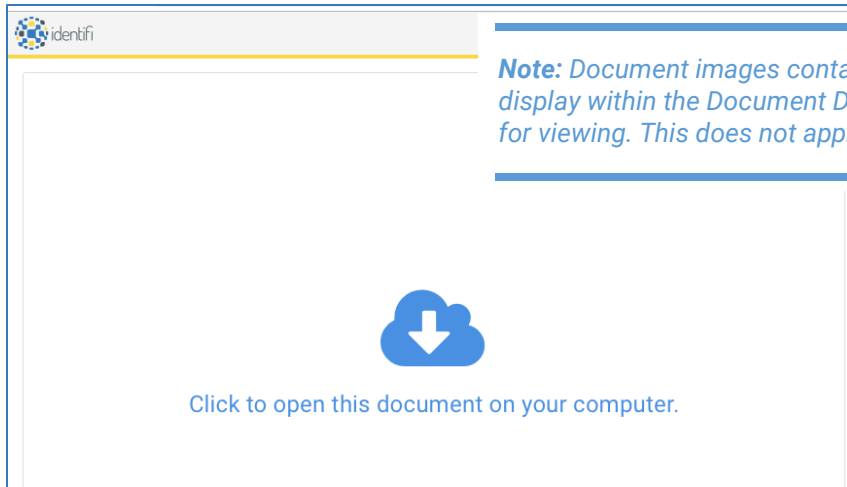 identifi
Note: Document images conta
display within the Document D
for viewing. This does not app
Click to open this document on your computer.